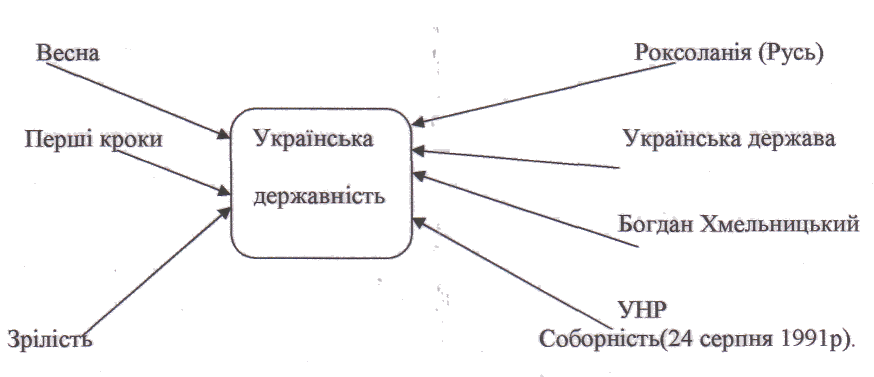 Весна
Роксоланія (Русь)
Перші кроки
Українська
Українська держава
державність
Богдан Хмельницький
УНР
Зрілість
Соборність(24 серпня 1991р).